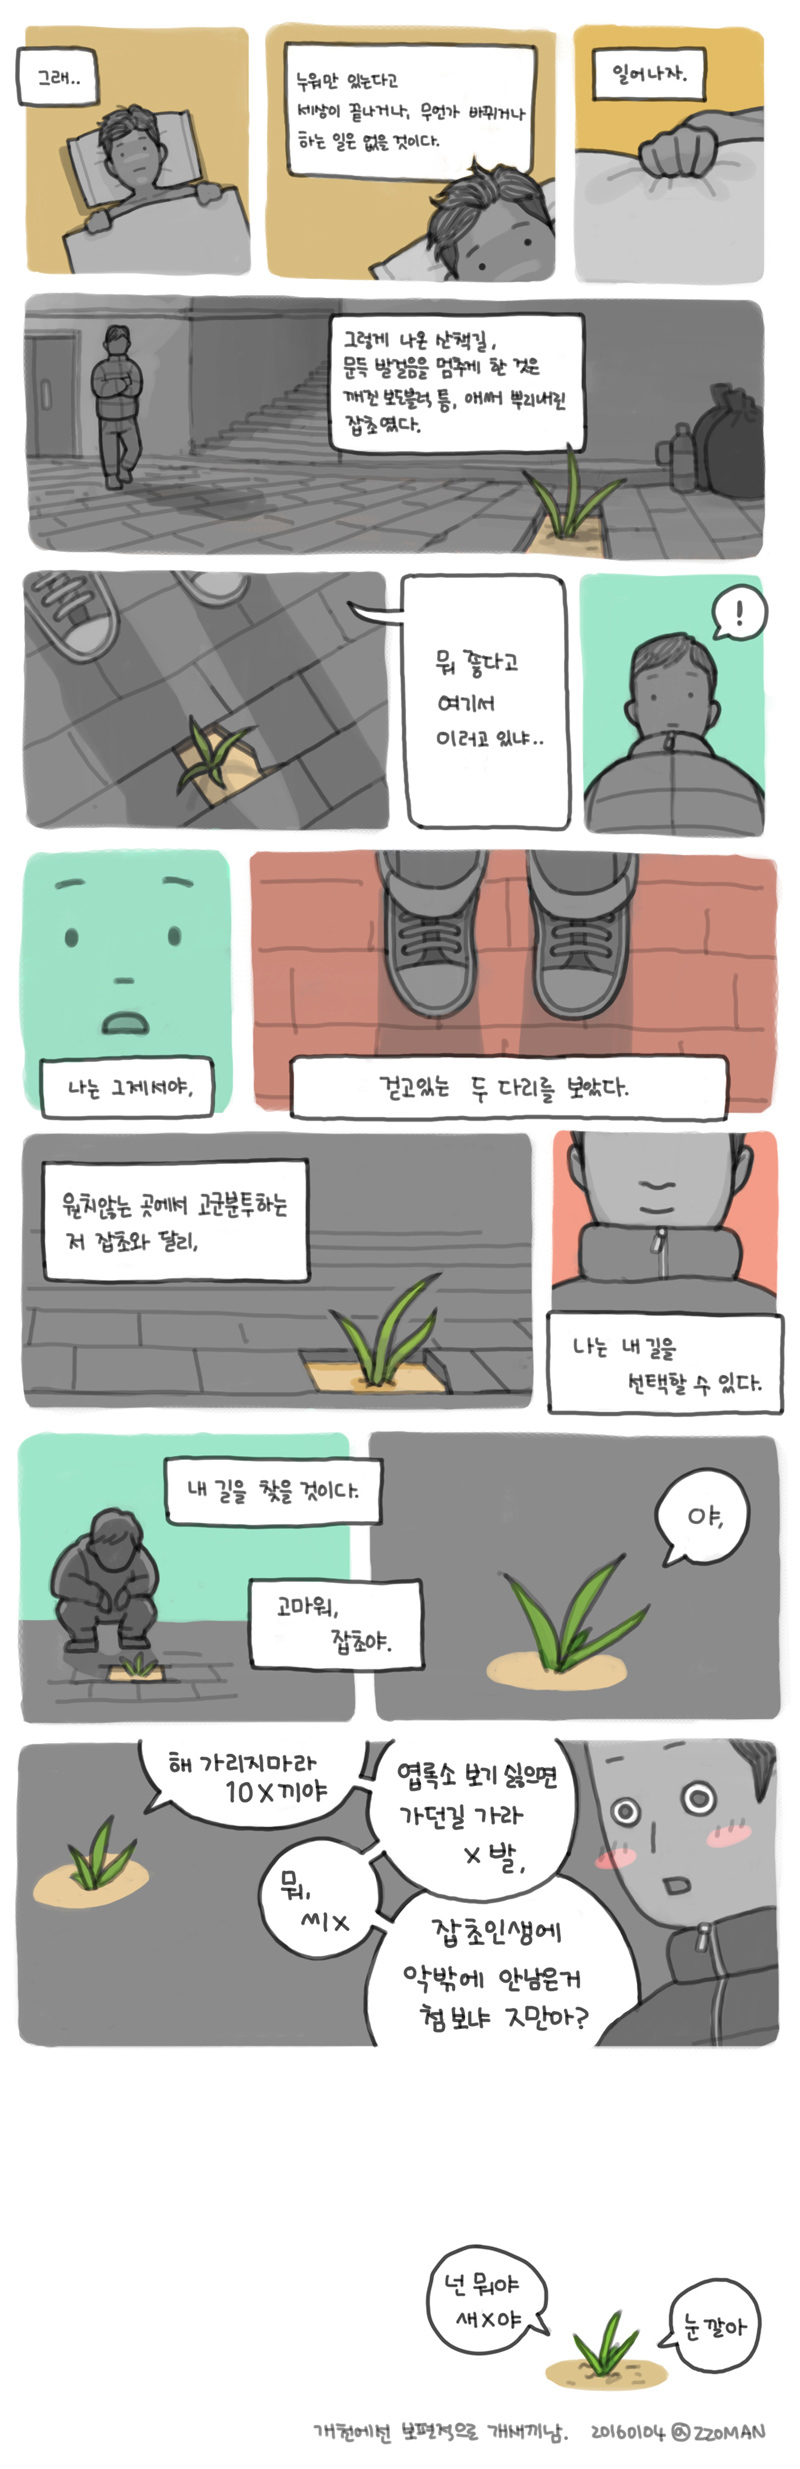 그래..
누워만 있는다고
세상이 끝나거나, 무언가 바뀌거나
하는 일은 없을 것이다.
일어나자.
그렇게 나온 산책길,
문득 발걸음을 멈추게 한 것은
깨진 보도블럭 틈, 애써 뿌리내린
잡초였다.
뭐 좋다고
여기서
이러고 있냐..
!
나는 그제서야,
걷고있는 두 다리를 보았다.
원치않는 곳에서 고군분투하는
저 잡초와 달리,
나는 내 길을
선택할 수 있다.
내 길을 찾을 것이다.
고마워,
잡초야.
야,
해 가리지마라
10X끼야
엽록소 보기 싫으면
가던길 가라
X발,
뭐,
씨X
잡초인생에
악밖에 안남은거
첨보냐 ㅈ만아?
넌 뭐야
새X야
눈깔아
개천에선 보편적으로 개새끼남. 20160104 @ZZOMAN